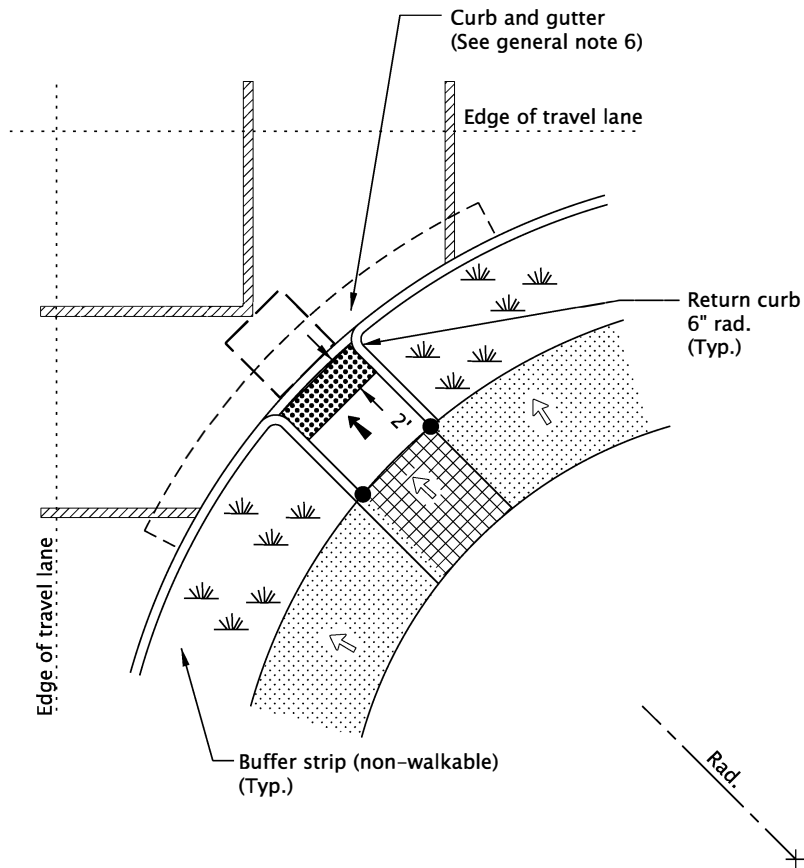 Curb and gutter
(See general note 6)
Edge of travel lane
Return curb
6" rad.
(Typ.)
2'
Edge of travel lane
Buffer strip (non-walkable)
(Typ.)
Rad.